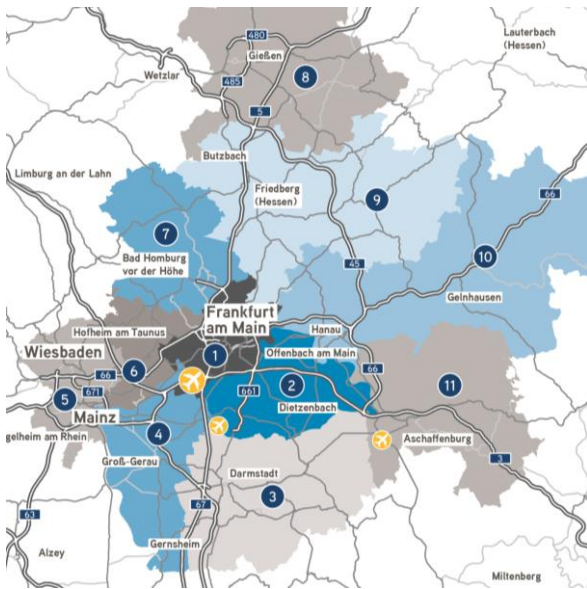 480
Gießen
Lauterbach
(Hessen)
Wetzlar
485
8
5
Butzbach
Limburg an der Lahn
Friedberg
(Hessen)
9
66
7
10
Bad Homburg
vor der Höhe
45
Gelnhausen
Frankfurt
am Main
Hofheim am Taunus
Hanau
Wiesbaden
1
Offenbach am Main
6
66
66
2
11
5
671
661
Dietzenbach
Mainz
4
gelheim am Rhein
Aschaffenburg
Groß-Gerau
3
Darmstadt
3
67
63
Gernsheim
Alzey
Miltenberg